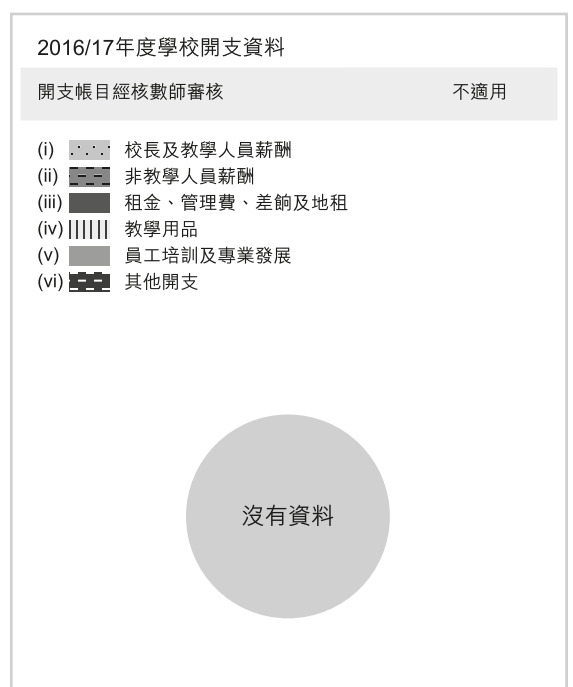 2016/17年度學校開支資料
開支帳目經核數師審核 不適用
(i) 校長及教學人員薪酬
(ii) 非教學人員薪酬
(iii) 租金、管理費、差餉及地租
(iv) 教學用品
(v) 員工培訓及專業發展
(vi) 其他開支
沒有資料